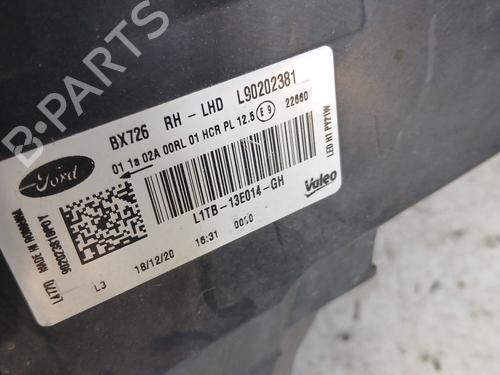 B-PARTS
BX726 RH-LHD L90202381
01 1a 02A 00RL 01 HCR PL 12.5 E9 22660
Ford
L1TB-13E014-GH
Valeo
LED H1 PY21W
18/12/20 16:31 0000
L3
MADE IN ROMANIA